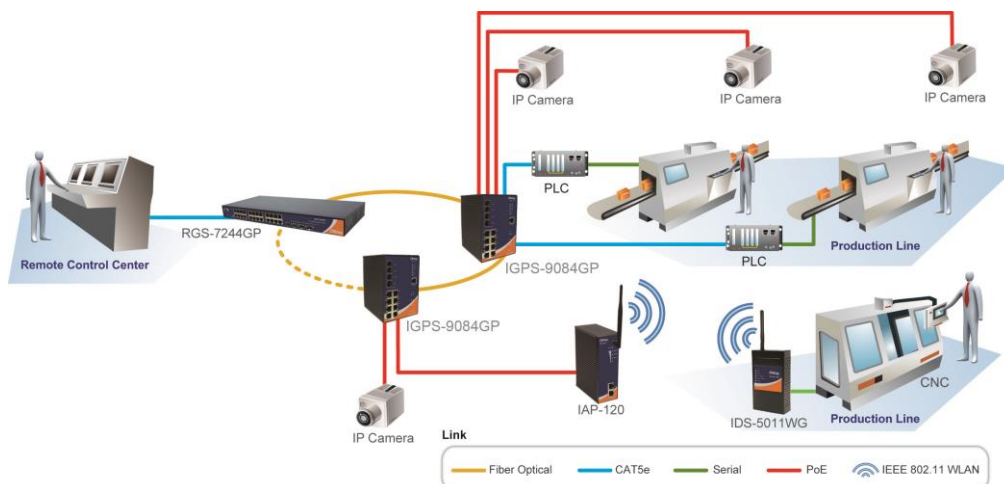 IP Camera
IP Camera
IP Camera
PLC
RGS-7244GP
Production Line
Remote Control Center
PLC
IGPS-9084GP
IGPS-9084GP
CNC
IAP-120
IDS-5011WG
Production Line
IP Camera
Link
Fiber Optical
CAT5e
Serial
PoE
IEEE 802.11 WLAN